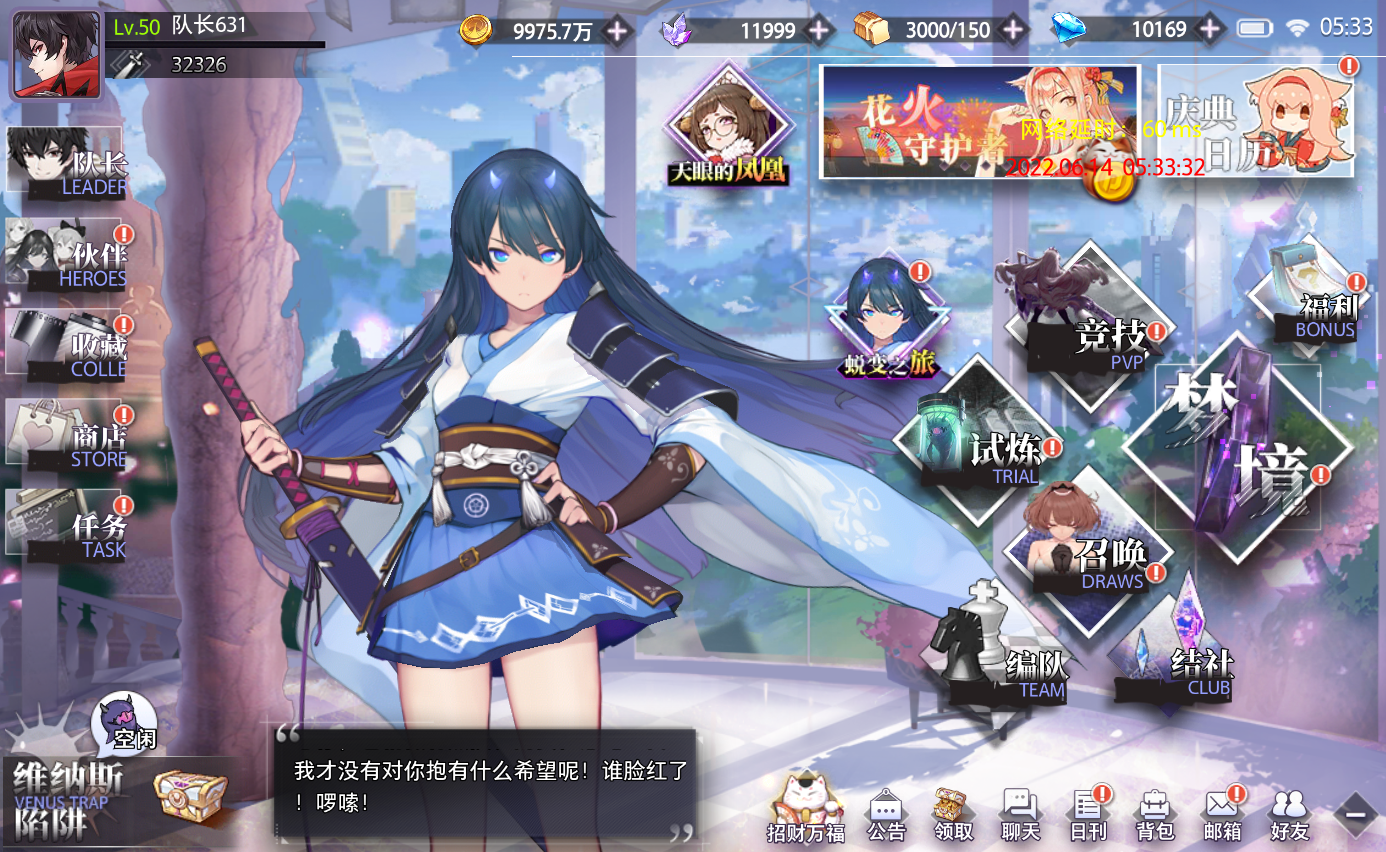 Lv.50 队长631
32326
9975.7万
11999
3000/150
10169
05:33
队长
LEADER
伙伴
HEROES
收藏
COLLE
商店
STORE
任务
TASK
天眼的凤凰
花火
守护者
庆典
日历
网络延时: 60 ms
2022.06.14 05:33:32
福利
BONUS
竞技
PVP
蜕变之旅
梦境
试炼
TRIAL
召唤
DRAWS
编队
TEAM
结社
CLUB
空闲
维纳斯
VENUS TRAP
陷阱
“
我才没有对你抱有什么希望呢！谁脸红了
！啰嗦！
”
招财万福
公告
领取
聊天
日刊
背包
邮箱
好友